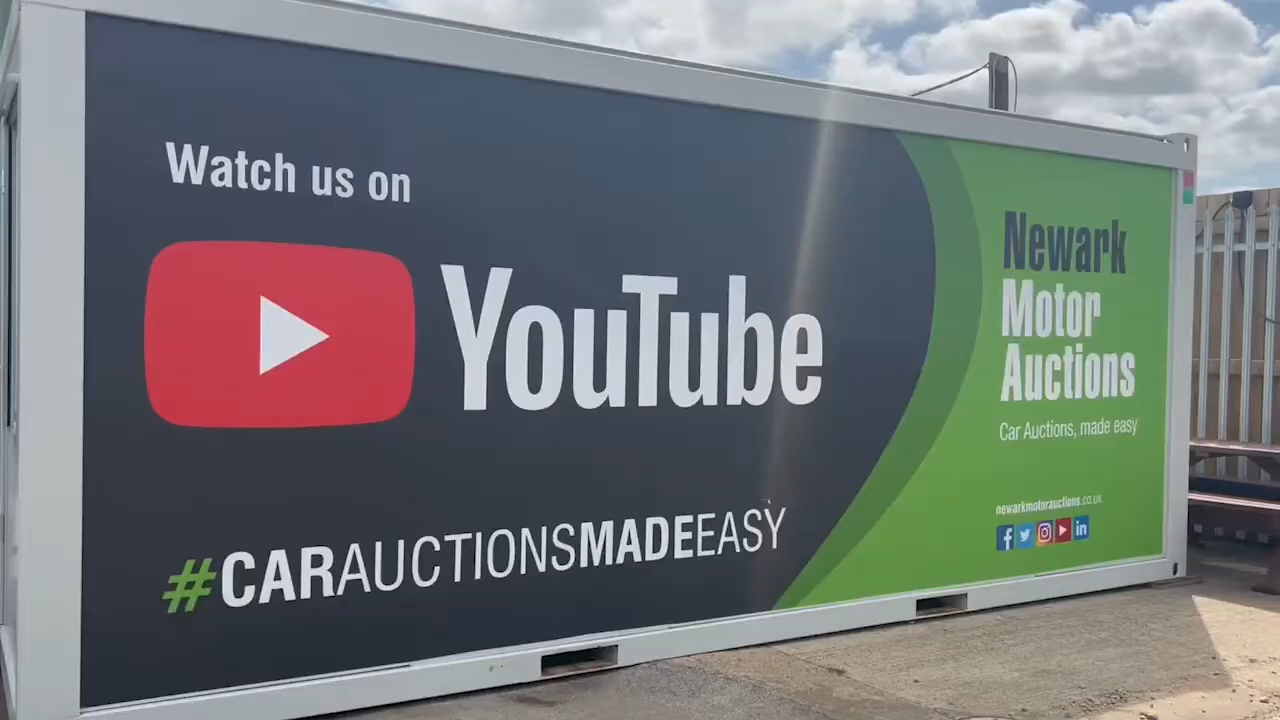 Watch us on
YouTube
#CARAUCTIONSMADEEASY
Newark
Motor
Auctions
Car Auctions, made easy
newarkmotorauctions.co.uk